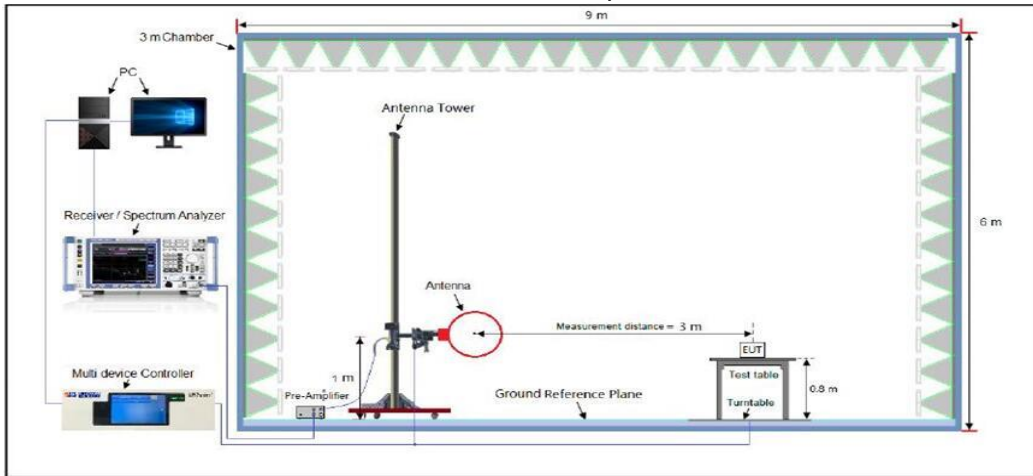 9 m
3 m Chamber
PC
Antenna Tower
Receiver / Spectrum Analyzer
6 m
Antenna
Measurement distance = 3 m
EUT
Multi device Controller
1 m
Test table
0.8 m
Pre-Amplifier
Ground Reference Plane
Turntable